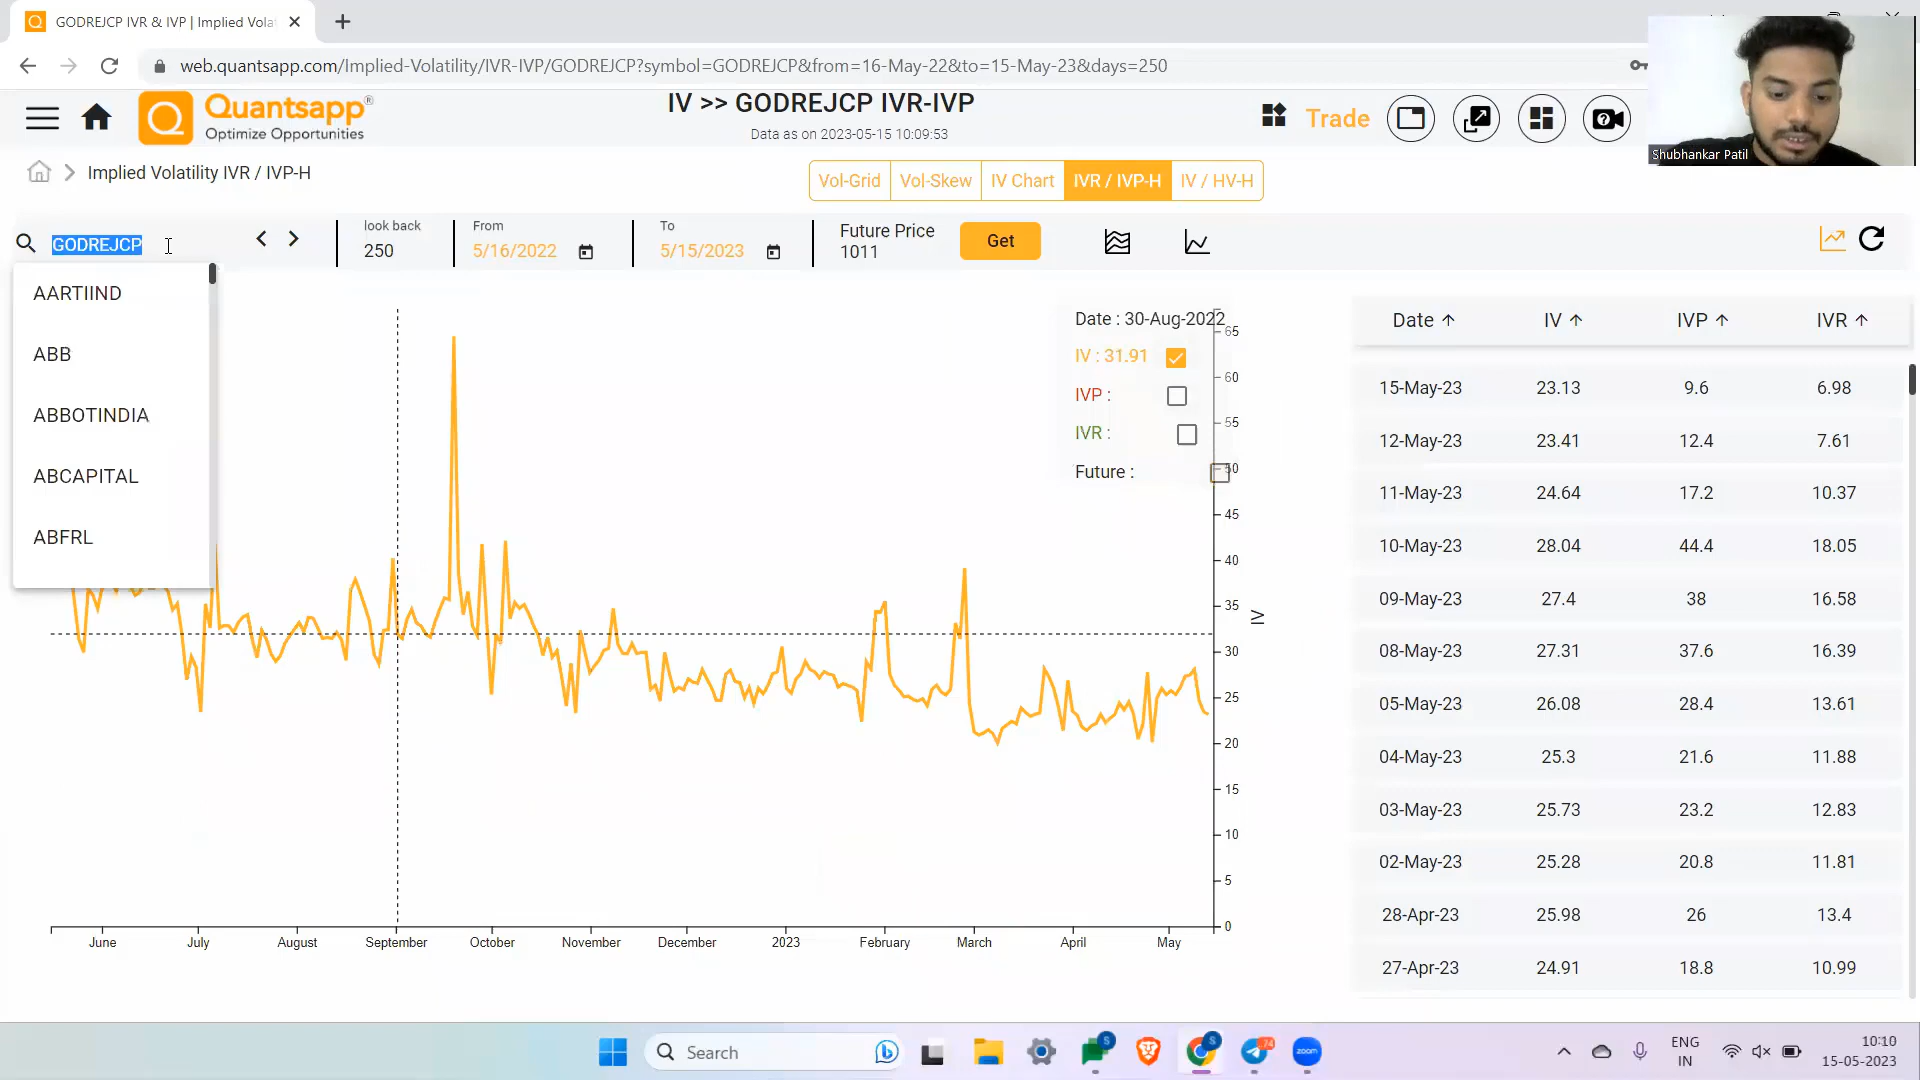 GODREJCP IVR & IVP | Implied Vola
web.quantsapp.com/Implied-Volatility/IVR-IVP/GODREJCP?symbol=GODREJCP&from=16-May-22&to=15-May-23&days=250
Quantsapp®
Optimize Opportunities
IV >> GODREJCP IVR-IVP
Data as on 2023-05-15 10:09:53
Trade
Shubhankar Patil
Implied Volatility IVR / IVP-H
Vol-Grid Vol-Skew IV Chart IVR / IVP-H IV / HV-H
GODREJCP
look back
250
From
5/16/2022
To
5/15/2023
Future Price
1011
Get
AARTIIND
ABB
ABBOTINDIA
ABCAPITAL
ABFRL
Date : 30-Aug-2022
IV : 31.91
IVP :
IVR :
Future :
65
60
55
50
45
40
35
30
25
20
15
10
5
0
IV
June July August September October November December 2023 February March April May
Date IV IVP IVR
15-May-23 23.13 9.6 6.98
12-May-23 23.41 12.4 7.61
11-May-23 24.64 17.2 10.37
10-May-23 28.04 44.4 18.05
09-May-23 27.4 38 16.58
08-May-23 27.31 37.6 16.39
05-May-23 26.08 28.4 13.61
04-May-23 25.3 21.6 11.88
03-May-23 25.73 23.2 12.83
02-May-23 25.28 20.8 11.81
28-Apr-23 25.98 26 13.4
27-Apr-23 24.91 18.8 10.99
Search
S
S
74
zoom
ENG
IN
10:10
15-05-2023